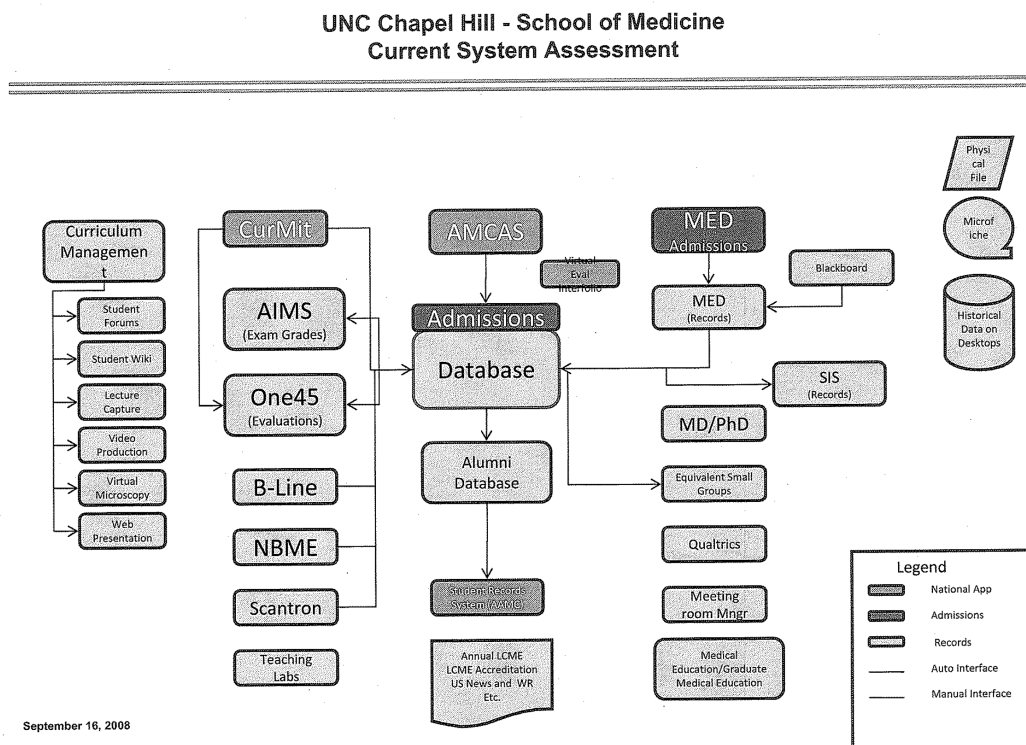 UNC Chapel Hill - School of Medicine
Current System Assessment
Physi
cal
File
Microf
iche
Historical
Data on
Desktops
Curriculum
Managemen
t
Student
Forums
Student Wiki
Lecture
Capture
Video
Production
Virtual
Microscopy
Web
Presentation
CurMit
AIMS
(Exam Grades)
One45
(Evaluations)
B-Line
NBME
Scantron
Teaching
Labs
AMCAS
Virtual
Eval
Interfolio
Admissions
Database
Alumni
Database
Student Records
System (AAMC)
Annual LCME
LCME Accreditation
US News and WR
Etc.
MED
Admissions
Blackboard
MED
(Records)
SIS
(Records)
MD/PhD
Equivalent Small
Groups
Qualtrics
Meeting
room Mngr
Medical
Education/Graduate
Medical Education
Legend
National App
Admissions
Records
Auto Interface
Manual Interface
September 16, 2008